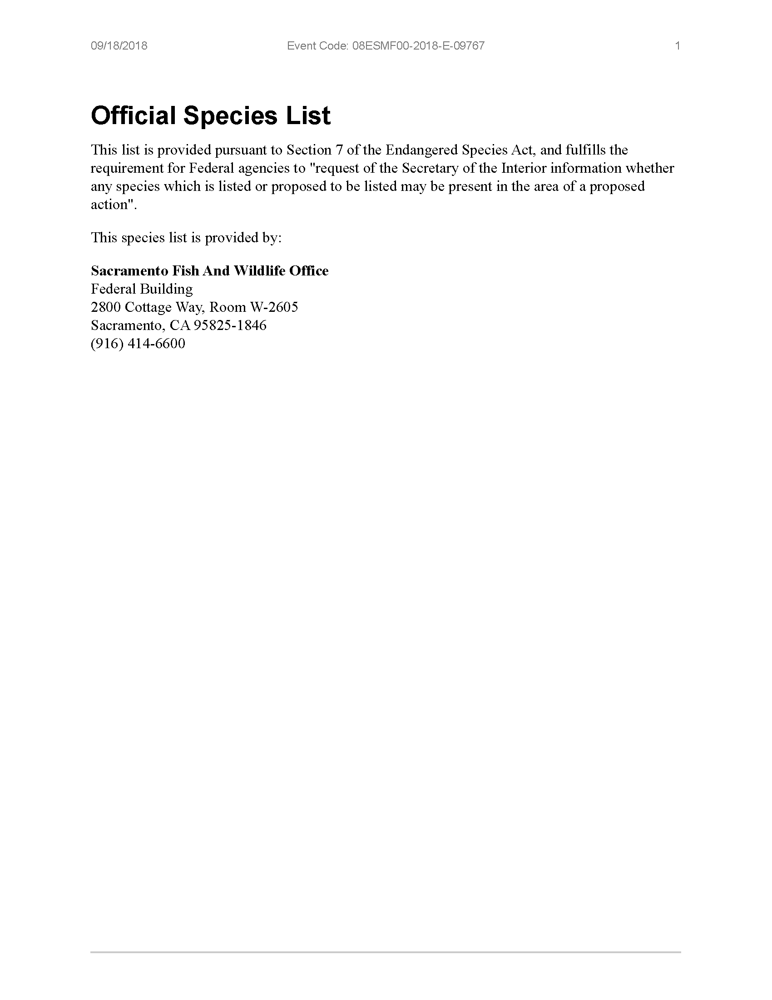 09/18/2018 Event Code: 08ESMF00-2018-E-09767 1
Official Species List
This list is provided pursuant to Section 7 of the Endangered Species Act, and fulfills the
requirement for Federal agencies to "request of the Secretary of the Interior information whether
any species which is listed or proposed to be listed may be present in the area of a proposed
action".
This species list is provided by:
Sacramento Fish And Wildlife Office
Federal Building
2800 Cottage Way, Room W-2605
Sacramento, CA 95825-1846
(916) 414-6600